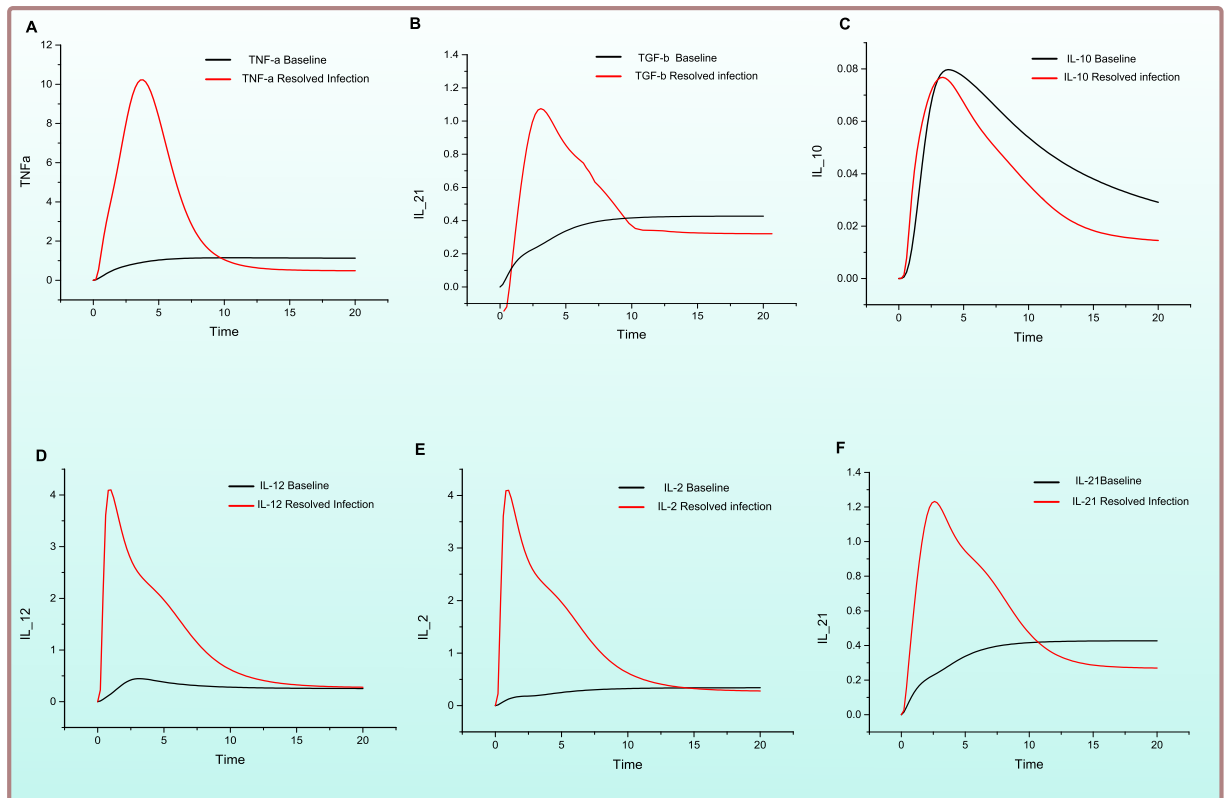 A
TNFa
12
10
8
6
4
2
0
TNF-a Baseline
TNF-a Resolved Infection
0 5 10 15 20
Time
B
IL_21
1.4
1.2
1.0
0.8
0.6
0.4
0.2
0.0
TGF-b Baseline
TGF-b Resolved infection
0 5 10 15 20
Time
C
IL_10
0.08
0.06
0.04
0.02
0.00
IL-10 Baseline
IL-10 Resolved infection
0 5 10 15 20
Time
D
IL_12
4
3
2
1
0
IL-12 Baseline
IL-12 Resolved Infection
0 5 10 15 20
Time
E
IL_2
4
3
2
1
0
IL-2 Baseline
IL-2 Resolved infection
0 5 10 15 20
Time
F
IL_21
1.4
1.2
1.0
0.8
0.6
0.4
0.2
0.0
IL-21Baseline
IL-21 Resolved Infection
0 5 10 15 20
Time